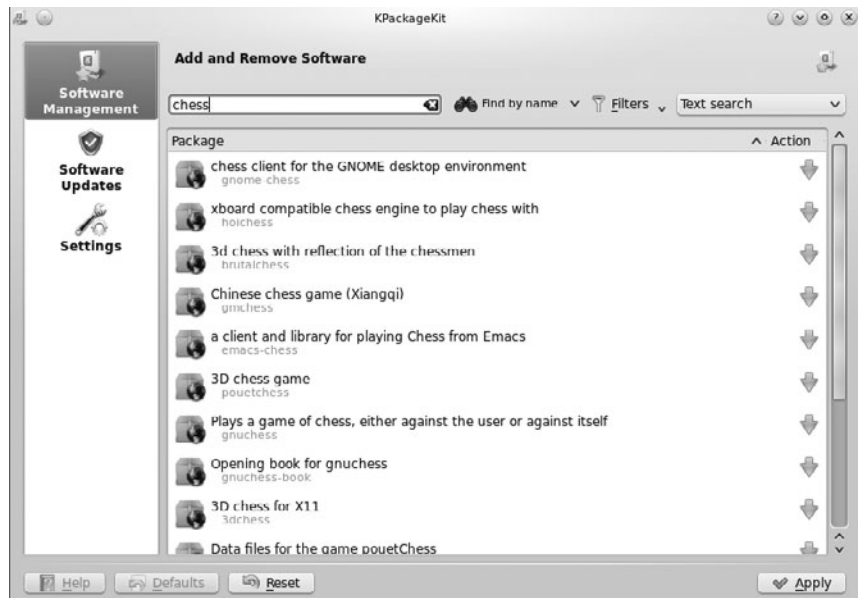 KPackageKit
Software Management
Software Updates
Settings
Add and Remove Software
chess
Find by name
Filters
Text search
Package
Action
chess client for the GNOME desktop environment
gnome-chess
xboard compatible chess engine to play chess with
hoichess
3d chess with reflection of the chessmen
brutalchess
Chinese chess game (Xiangqi)
gmchess
a client and library for playing Chess from Emacs
emacs-chess
3D chess game
pouetchess
Plays a game of chess, either against the user or against itself
gnuchess
Opening book for gnuchess
gnuchess-book
3D chess for X11
3dchess
Data files for the game pouetChess
Help
Defaults
Reset
Apply